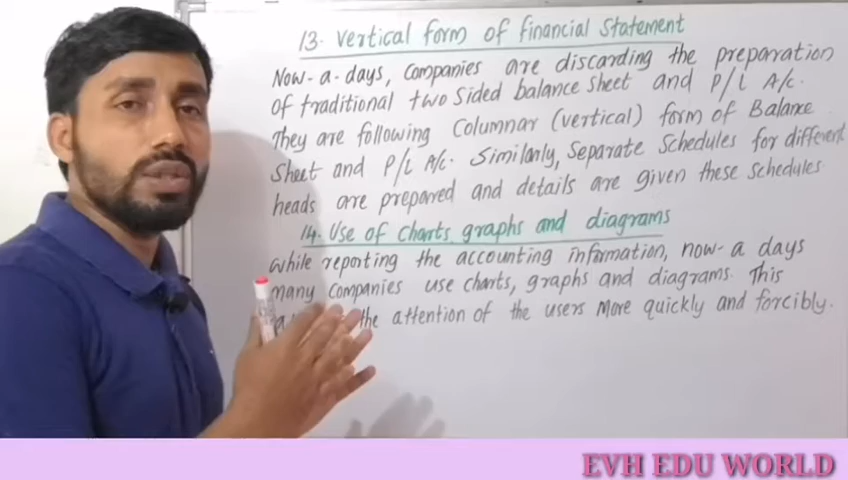 13. Vertical form of financial Statement
Now-a-days, Companies are discarding the preparation
of traditional two Sided balance Sheet and P/L A/c.
They are following Columnar (vertical) form of Balance
Sheet and P/L A/c. Similarly, Separate Schedules for different
heads are prepared and details are given these schedules.
14. Use of charts, graphs and diagrams
While reporting the accounting information, now-a days
many Companies use charts, graphs and diagrams. This
the attention of the users more quickly and forcibly.
EVH EDU WORLD